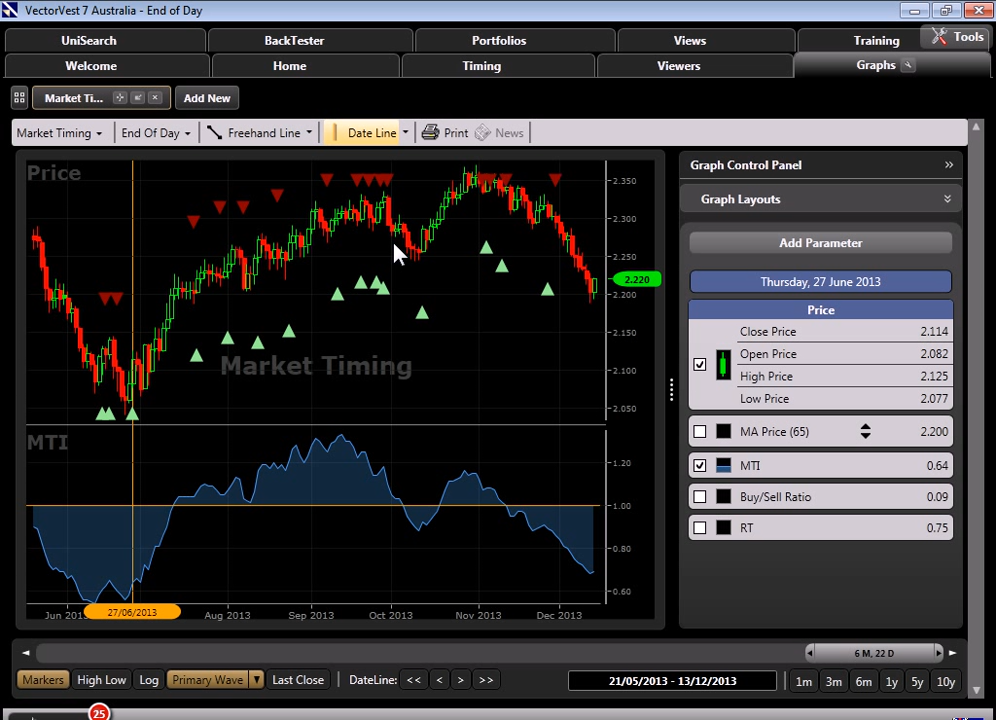 VectorVest 7 Australia - End of Day
UniSearch BackTester Portfolios Views Training Tools
Welcome Home Timing Viewers Graphs
Market Ti... Add New
Market Timing End Of Day Freehand Line Date Line Print News
Price
2.350
2.300
2.250
2.220
2.200
2.150
2.100
2.050
Market Timing
MTI
1.20
1.00
0.80
0.60
Jun 2013 27/06/2013 Aug 2013 Sep 2013 Oct 2013 Nov 2013 Dec 2013
Graph Control Panel
Graph Layouts
Add Parameter
Thursday, 27 June 2013
Price
Close Price 2.114
Open Price 2.082
High Price 2.125
Low Price 2.077
MA Price (65) 2.200
MTI 0.64
Buy/Sell Ratio 0.09
RT 0.75
6 M, 22 D
Markers High Low Log Primary Wave Last Close DateLine: << < > >> 21/05/2013 - 13/12/2013 1m 3m 6m 1y 5y 10y
25